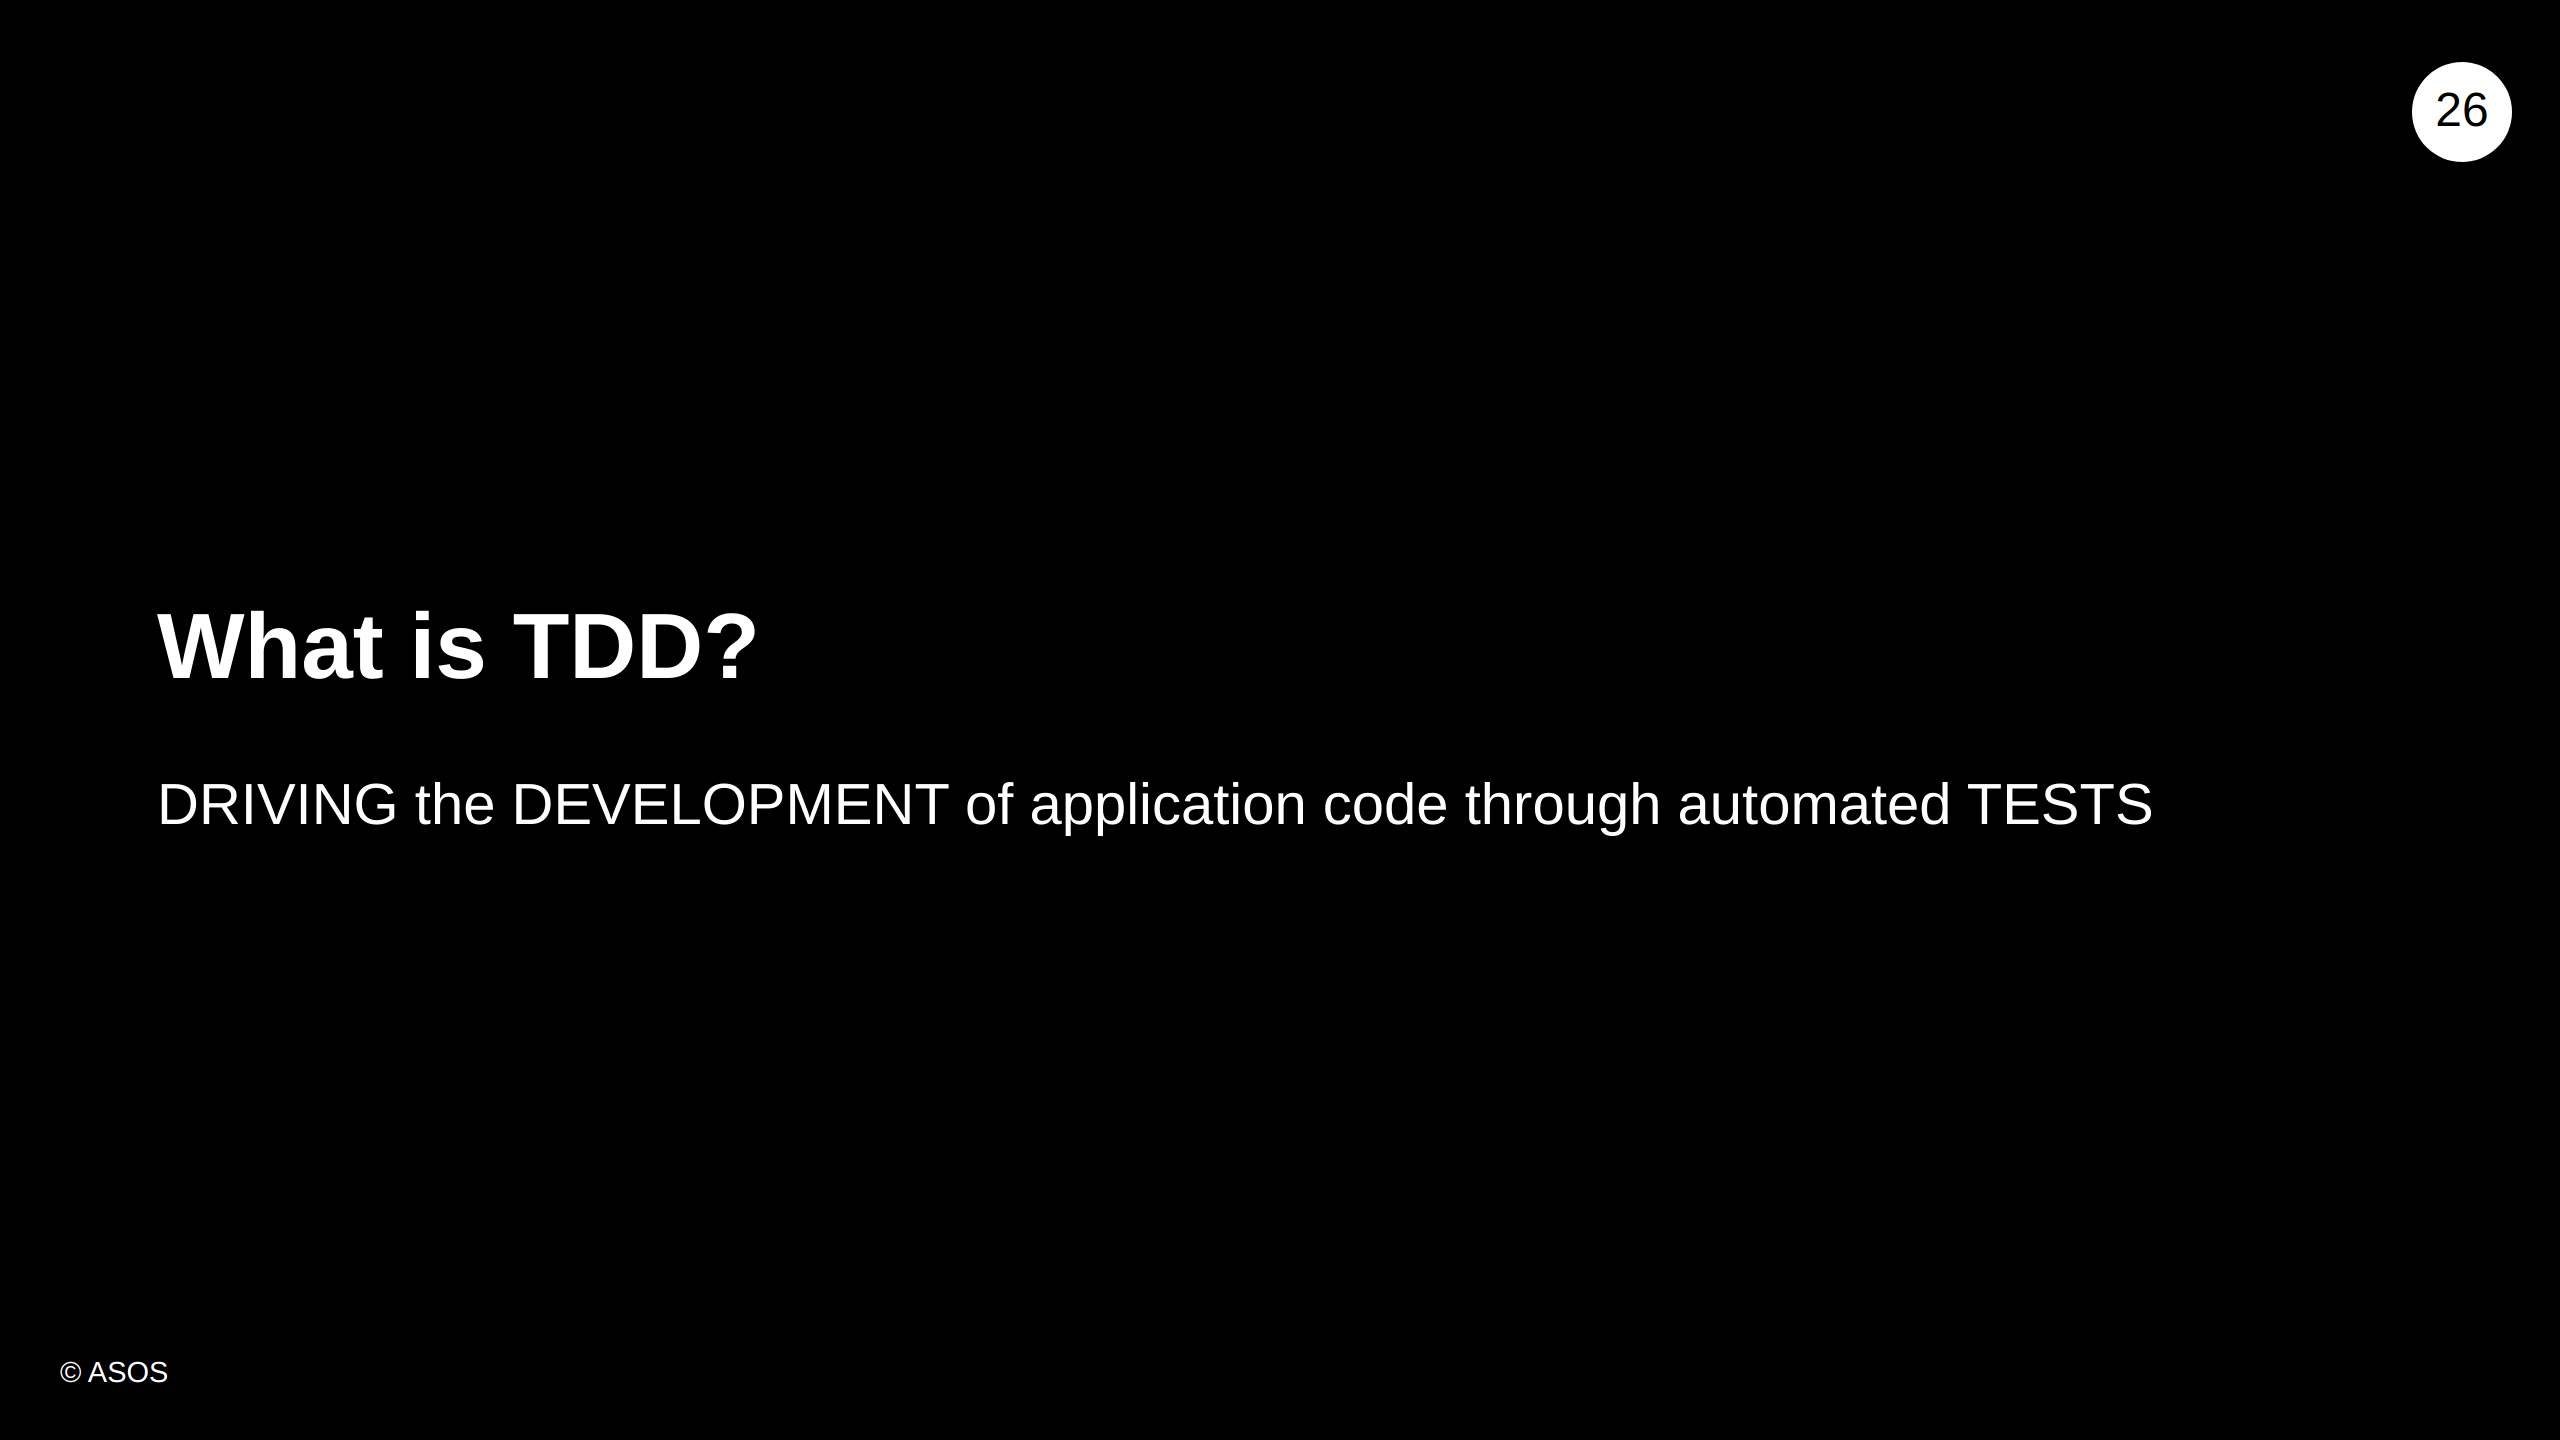 26
What is TDD?
DRIVING the DEVELOPMENT of application code through automated TESTS
© ASOS